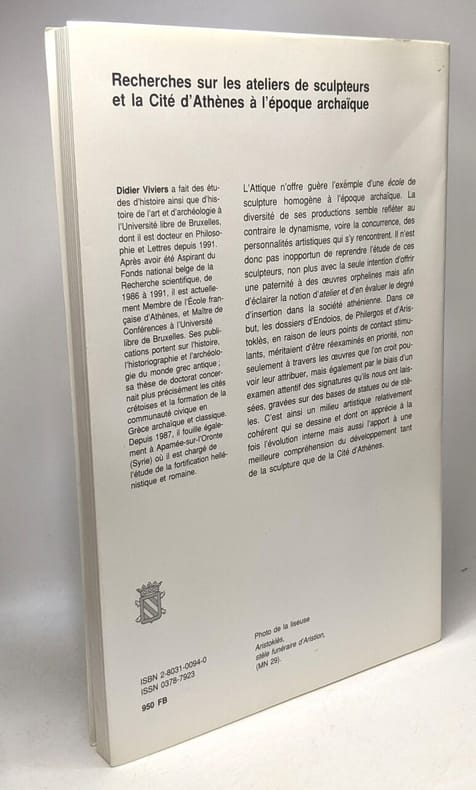 Recherches sur les ateliers de sculpteurs
et la Cité d'Athènes à l'époque archaïque
Didier Viviers a fait des étu-
des d'histoire ainsi que d'his-
toire de l'art et d'archéologie à
l'Université libre de Bruxelles,
dont il est docteur en Philoso-
phie et Lettres depuis 1991.
Après avoir été Aspirant du
Fonds national belge de la
Recherche scientifique, de
1986 à 1991, il est actuelle-
ment Membre de l'École fran-
çaise d'Athènes, et Maître de
Conférences à l'Université
libre de Bruxelles. Ses publi-
cations portent sur l'histoire,
l'historiographie et l'archéolo-
gie du monde grec antique ;
sa thèse de doctorat concer-
nait plus précisément les cités
crétoises et la formation de la
communauté civique en
Grèce archaïque et classique.
Depuis 1987, il fouille égale-
ment à Apamée-sur-l'Oronte
(Syrie) où il est chargé de
l'étude de la fortification hellé-
nistique et romaine.
L'Attique n'offre guère l'exemple d'une école de
sculpture homogène à l'époque archaïque. La
diversité de ses productions semble refléter au
contraire le dynamisme, voire la concurrence, des
personnalités artistiques qui s'y rencontrent. Il n'est
donc pas inopportun de reprendre l'étude de ces
sculpteurs, non plus avec la seule intention d'offrir
une paternité à des œuvres orphelines mais afin
d'éclairer la notion d'atelier et d'en évaluer le degré
d'insertion dans la société athénienne. Dans ce
but, les dossiers d'Endoios, de Philergos et d'Aris-
toklès, en raison de leurs points de contact stimu-
lants, méritaient d'être réexaminés en priorité, non
seulement à travers les œuvres que l'on croit pou-
voir leur attribuer, mais également par le biais d'un
examen attentif des signatures qu'ils nous ont lais-
sées, gravées sur des bases de statues ou de stè-
les. C'est ainsi un milieu artistique relativement
cohérent qui se dessine et dont on apprécie à la
fois l'évolution interne mais aussi l'apport à une
meilleure compréhension du développement tant
de la sculpture que de la Cité d'Athènes.
Photo de la liseuse
Aristoklès,
stèle funéraire d'Aristion,
(MN 29).
ISBN 2-8031-0094-0
ISSN 0378-7923
950 FB